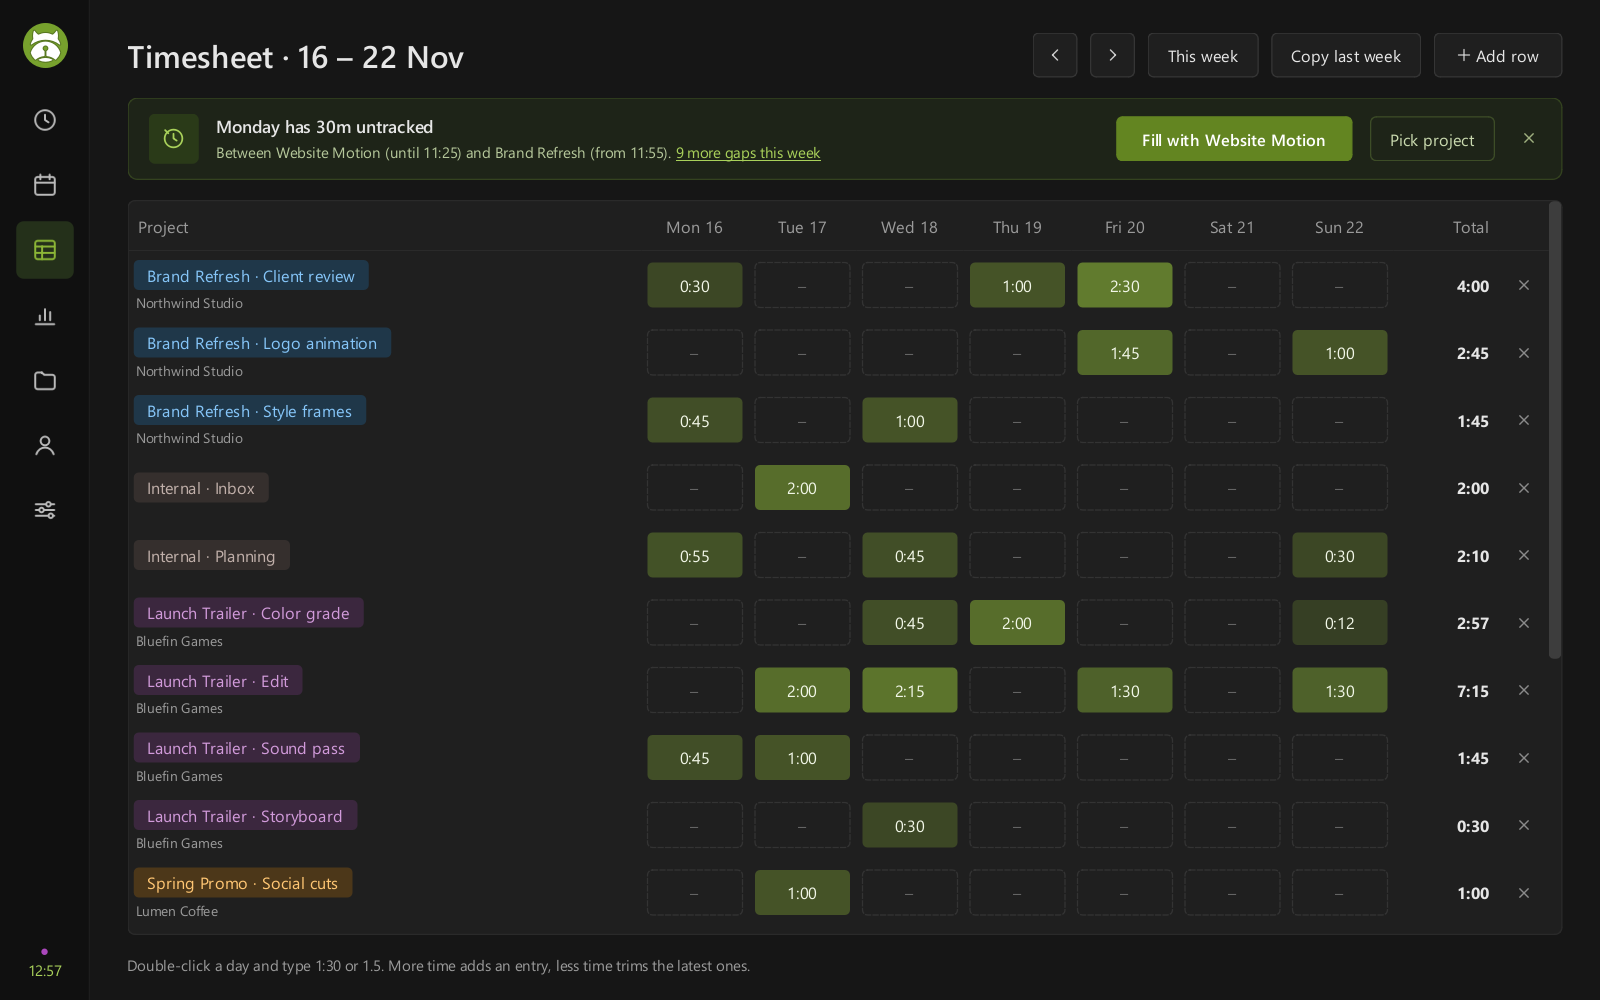 Timesheet · 16 – 22 Nov
This week
Copy last week
+ Add row
Monday has 30m untracked
Between Website Motion (until 11:25) and Brand Refresh (from 11:55). 9 more gaps this week
Fill with Website Motion
Pick project
Project Mon 16 Tue 17 Wed 18 Thu 19 Fri 20 Sat 21 Sun 22 Total
Brand Refresh · Client review 0:30 – – 1:00 2:30 – – 4:00
Northwind Studio
Brand Refresh · Logo animation – – – – 1:45 – 1:00 2:45
Northwind Studio
Brand Refresh · Style frames 0:45 – 1:00 – – – – 1:45
Northwind Studio
Internal · Inbox – 2:00 – – – – – 2:00
Internal · Planning 0:55 – 0:45 – – – 0:30 2:10
Launch Trailer · Color grade – – 0:45 2:00 – – 0:12 2:57
Bluefin Games
Launch Trailer · Edit – 2:00 2:15 – 1:30 – 1:30 7:15
Bluefin Games
Launch Trailer · Sound pass 0:45 1:00 – – – – – 1:45
Bluefin Games
Launch Trailer · Storyboard – – 0:30 – – – – 0:30
Bluefin Games
Spring Promo · Social cuts – 1:00 – – – – – 1:00
Lumen Coffee
12:57
Double-click a day and type 1:30 or 1.5. More time adds an entry, less time trims the latest ones.